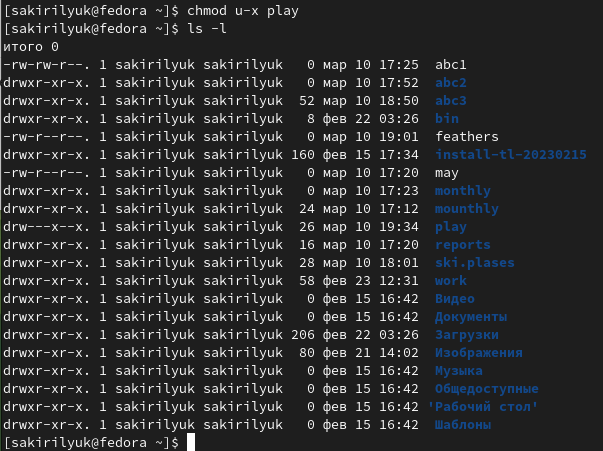 [sakirilyuk@fedora ~]$ chmod u-x play
[sakirilyuk@fedora ~]$ ls -l
итого 0
-rw-rw-r--. 1 sakirilyuk sakirilyuk   0 мар 10 17:25  abc1
drwxr-xr-x. 1 sakirilyuk sakirilyuk   0 мар 10 17:52  abc2
drwxr-xr-x. 1 sakirilyuk sakirilyuk  52 мар 10 18:50  abc3
drwxr-xr-x. 1 sakirilyuk sakirilyuk   8 фев 22 03:26  bin
-rw-r--r--. 1 sakirilyuk sakirilyuk   0 мар 10 19:01  feathers
drwxr-xr-x. 1 sakirilyuk sakirilyuk 160 фев 15 17:34  install-tl-20230215
-rw-r--r--. 1 sakirilyuk sakirilyuk   0 мар 10 17:20  may
drwxr-xr-x. 1 sakirilyuk sakirilyuk   0 мар 10 17:23  monthly
drwxr-xr-x. 1 sakirilyuk sakirilyuk  24 мар 10 17:12  mounthly
drw---x--x. 1 sakirilyuk sakirilyuk  26 мар 10 19:34  play
drwxr-xr-x. 1 sakirilyuk sakirilyuk  16 мар 10 17:20  reports
drwxr-xr-x. 1 sakirilyuk sakirilyuk  28 мар 10 18:01  ski.plases
drwxr-xr-x. 1 sakirilyuk sakirilyuk  58 фев 23 12:31  work
drwxr-xr-x. 1 sakirilyuk sakirilyuk   0 фев 15 16:42  Видео
drwxr-xr-x. 1 sakirilyuk sakirilyuk   0 фев 15 16:42  Документы
drwxr-xr-x. 1 sakirilyuk sakirilyuk 206 фев 22 03:26  Загрузки
drwxr-xr-x. 1 sakirilyuk sakirilyuk  80 фев 21 14:02  Изображения
drwxr-xr-x. 1 sakirilyuk sakirilyuk   0 фев 15 16:42  Музыка
drwxr-xr-x. 1 sakirilyuk sakirilyuk   0 фев 15 16:42  Общедоступные
drwxr-xr-x. 1 sakirilyuk sakirilyuk   0 фев 15 16:42 'Рабочий стол'
drwxr-xr-x. 1 sakirilyuk sakirilyuk   0 фев 15 16:42  Шаблоны
[sakirilyuk@fedora ~]$